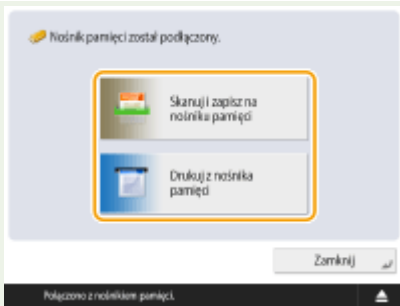 Nośnik pamięci został podłączony.
Skanuj i zapisz na
nośniku pamięci
Drukuj z nośnika
pamięci
Zamknij
Połączono z nośnikiem pamięci.